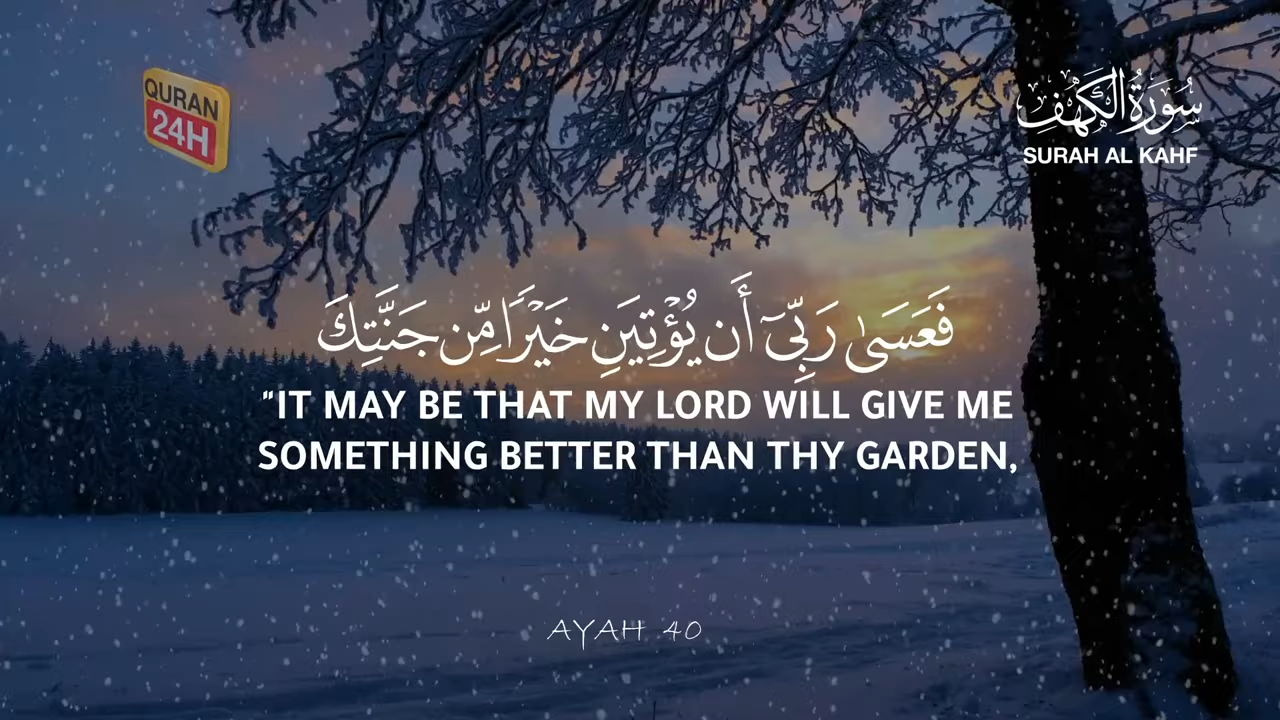 QURAN
24H
سُورَةُ الكَهْفِ
SURAH AL KAHF
فَعَسَىٰ رَبِّىٓ أَن يُؤْتِيَنِ خَيْرًا مِّن جَنَّتِكَ
"IT MAY BE THAT MY LORD WILL GIVE ME
SOMETHING BETTER THAN THY GARDEN,
AYAH 40